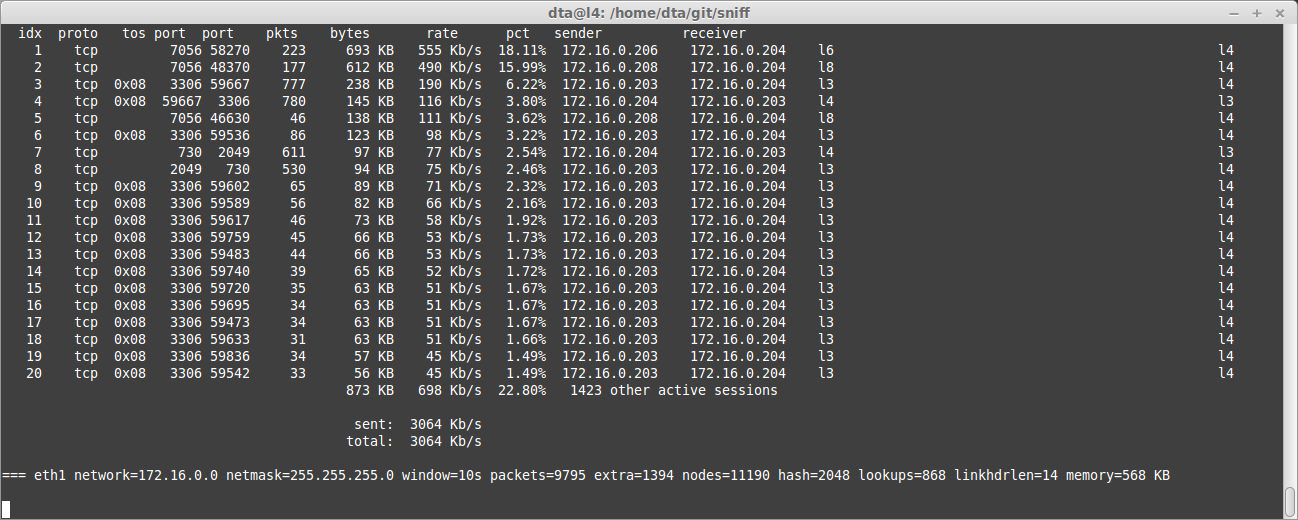 dta@l4: /home/dta/git/sniff
idx proto tos port port pkts bytes rate pct sender receiver
1 tcp 7056 58270 223 693 KB 555 Kb/s 18.11% 172.16.0.206 172.16.0.204 l6 l4
2 tcp 7056 48370 177 612 KB 490 Kb/s 15.99% 172.16.0.208 172.16.0.204 l8 l4
3 tcp 0x08 3306 59667 777 238 KB 190 Kb/s 6.22% 172.16.0.203 172.16.0.204 l3 l4
4 tcp 0x08 59667 3306 780 145 KB 116 Kb/s 3.80% 172.16.0.204 172.16.0.203 l4 l3
5 tcp 7056 46630 46 138 KB 111 Kb/s 3.62% 172.16.0.208 172.16.0.204 l8 l4
6 tcp 0x08 3306 59536 86 123 KB 98 Kb/s 3.22% 172.16.0.203 172.16.0.204 l3 l4
7 tcp 730 2049 611 97 KB 77 Kb/s 2.54% 172.16.0.204 172.16.0.203 l4 l3
8 tcp 2049 730 530 94 KB 75 Kb/s 2.46% 172.16.0.203 172.16.0.204 l3 l4
9 tcp 0x08 3306 59602 65 89 KB 71 Kb/s 2.32% 172.16.0.203 172.16.0.204 l3 l4
10 tcp 0x08 3306 59589 56 82 KB 66 Kb/s 2.16% 172.16.0.203 172.16.0.204 l3 l4
11 tcp 0x08 3306 59617 46 73 KB 58 Kb/s 1.92% 172.16.0.203 172.16.0.204 l3 l4
12 tcp 0x08 3306 59759 45 66 KB 53 Kb/s 1.73% 172.16.0.203 172.16.0.204 l3 l4
13 tcp 0x08 3306 59483 44 66 KB 53 Kb/s 1.73% 172.16.0.203 172.16.0.204 l3 l4
14 tcp 0x08 3306 59740 39 65 KB 52 Kb/s 1.72% 172.16.0.203 172.16.0.204 l3 l4
15 tcp 0x08 3306 59720 35 63 KB 51 Kb/s 1.67% 172.16.0.203 172.16.0.204 l3 l4
16 tcp 0x08 3306 59695 34 63 KB 51 Kb/s 1.67% 172.16.0.203 172.16.0.204 l3 l4
17 tcp 0x08 3306 59473 34 63 KB 51 Kb/s 1.67% 172.16.0.203 172.16.0.204 l3 l4
18 tcp 0x08 3306 59633 31 63 KB 51 Kb/s 1.66% 172.16.0.203 172.16.0.204 l3 l4
19 tcp 0x08 3306 59836 34 57 KB 45 Kb/s 1.49% 172.16.0.203 172.16.0.204 l3 l4
20 tcp 0x08 3306 59542 33 56 KB 45 Kb/s 1.49% 172.16.0.203 172.16.0.204 l3 l4
873 KB 698 Kb/s 22.80% 1423 other active sessions
sent: 3064 Kb/s
total: 3064 Kb/s
=== eth1 network=172.16.0.0 netmask=255.255.255.0 window=10s packets=9795 extra=1394 nodes=11190 hash=2048 lookups=868 linkhdrlen=14 memory=568 KB